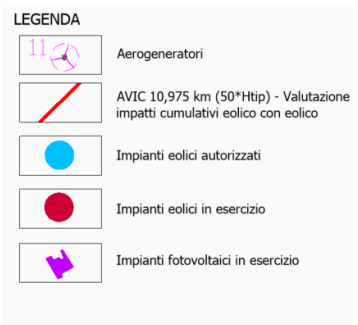 LEGENDA
11
Aerogeneratori
AVIC 10,975 km (50*Htip) - Valutazione
impatti cumulativi eolico con eolico
Impianti eolici autorizzati
Impianti eolici in esercizio
Impianti fotovoltaici in esercizio